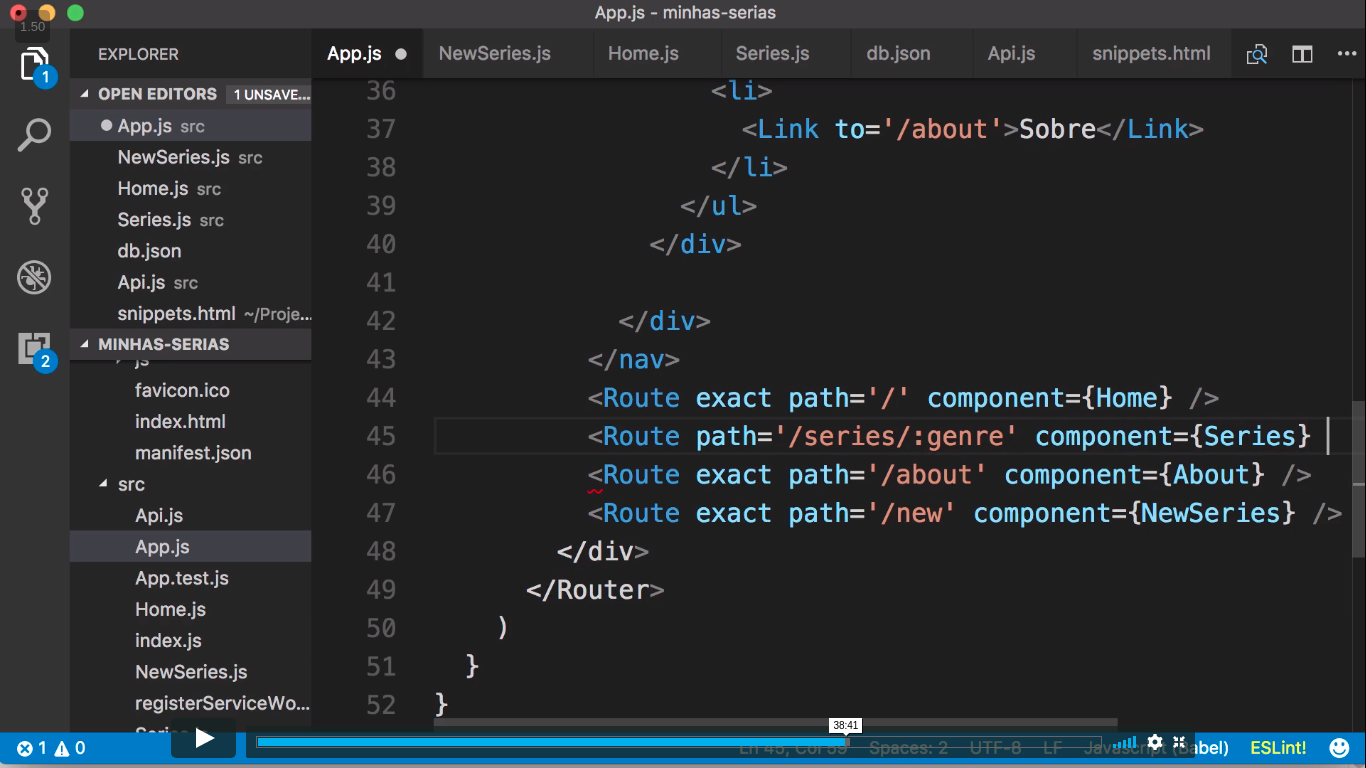 App.js - minhas-serias
1.50
1
EXPLORER
App.js
NewSeries.js
Home.js
Series.js
db.json
Api.js
snippets.html
OPEN EDITORS 1 UNSAVE...
App.js src
NewSeries.js src
Home.js src
Series.js src
db.json
Api.js src
snippets.html ~/Proje...
MINHAS-SERIAS
js
favicon.ico
index.html
manifest.json
src
Api.js
App.js
App.test.js
Home.js
index.js
NewSeries.js
registerServiceWo...
2
36 <li>
37 <Link to='/about'>Sobre</Link>
38 </li>
39 </ul>
40 </div>
41
42 </div>
43 </nav>
44 <Route exact path='/' component={Home} />
45 <Route path='/series/:genre' component={Series}
46 <Route exact path='/about' component={About} />
47 <Route exact path='/new' component={NewSeries} />
48 </div>
49 </Router>
50 )
51 }
52 }
38:41
1 0
Ln 45, Col 59 Spaces: 2 UTF-8 LF ESLint!